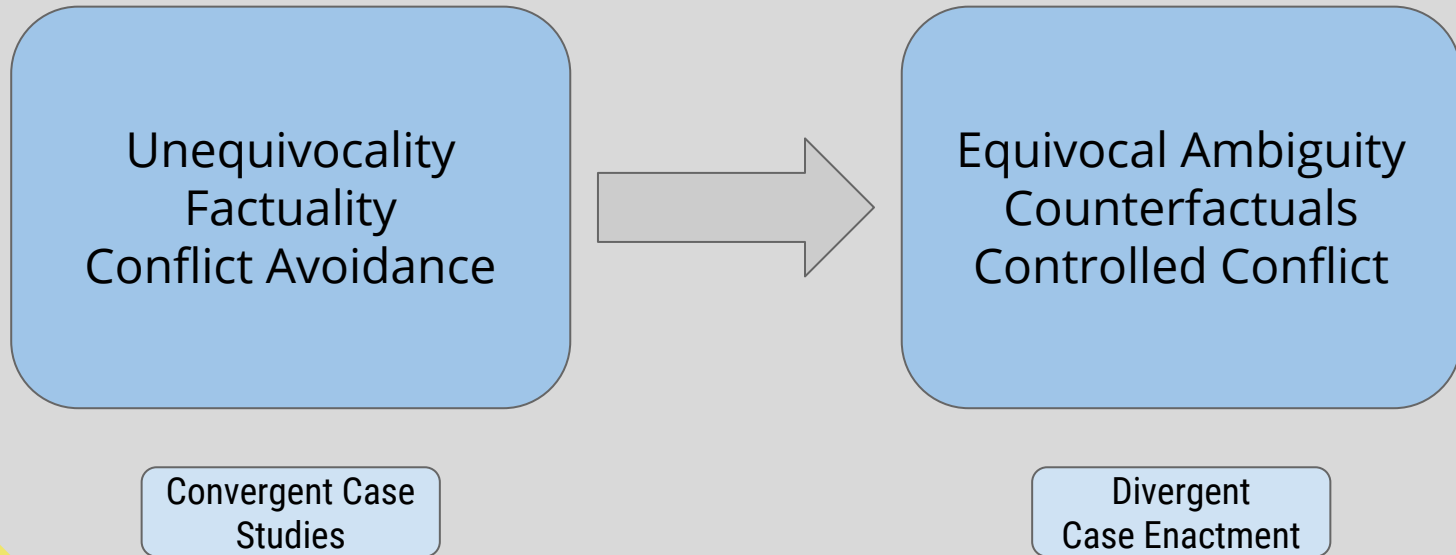 Unequivocality
Factuality
Conflict Avoidance
Equivocal Ambiguity
Counterfactuals
Controlled Conflict
Convergent Case
Studies
Divergent
Case Enactment